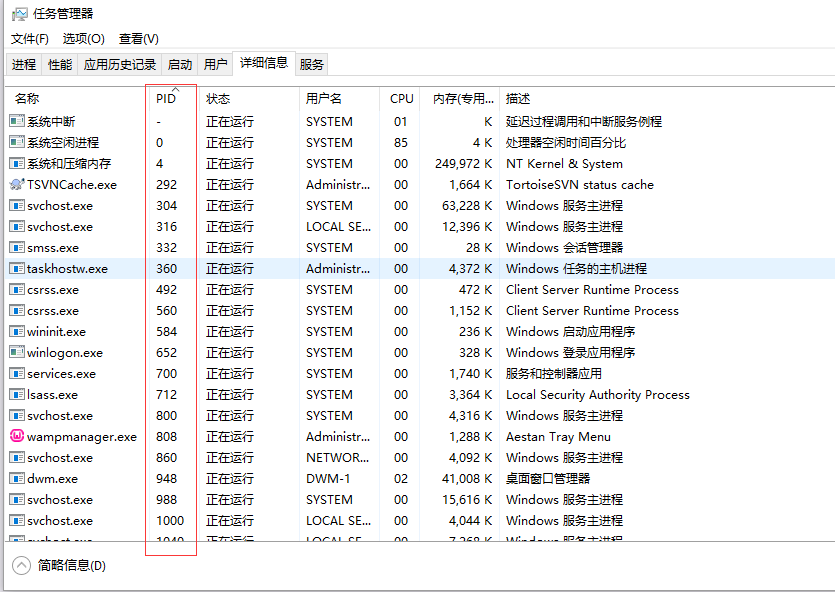 任务管理器
文件(F) 选项(O) 查看(V)
进程 性能 应用历史记录 启动 用户 详细信息 服务
名称 PID 状态 用户名 CPU 内存(专用... 描述
系统中断 - 正在运行 SYSTEM 01 K 延迟过程调用和中断服务例程
系统空闲进程 0 正在运行 SYSTEM 85 4 K 处理器空闲时间百分比
系统和压缩内存 4 正在运行 SYSTEM 00 249,972 K NT Kernel & System
TSVNCache.exe 292 正在运行 Administr... 00 1,664 K TortoiseSVN status cache
svchost.exe 304 正在运行 SYSTEM 00 63,228 K Windows 服务主进程
svchost.exe 316 正在运行 LOCAL SE... 00 12,396 K Windows 服务主进程
smss.exe 332 正在运行 SYSTEM 00 28 K Windows 会话管理器
taskhostw.exe 360 正在运行 Administr... 00 4,372 K Windows 任务的主机进程
csrss.exe 492 正在运行 SYSTEM 00 472 K Client Server Runtime Process
csrss.exe 560 正在运行 SYSTEM 00 1,152 K Client Server Runtime Process
wininit.exe 584 正在运行 SYSTEM 00 236 K Windows 启动应用程序
winlogon.exe 652 正在运行 SYSTEM 00 328 K Windows 登录应用程序
services.exe 700 正在运行 SYSTEM 00 1,740 K 服务和控制器应用
lsass.exe 712 正在运行 SYSTEM 00 3,364 K Local Security Authority Process
svchost.exe 800 正在运行 SYSTEM 00 4,316 K Windows 服务主进程
wampmanager.exe 808 正在运行 Administr... 00 1,288 K Aestan Tray Menu
svchost.exe 860 正在运行 NETWOR... 00 4,092 K Windows 服务主进程
dwm.exe 948 正在运行 DWM-1 02 41,008 K 桌面窗口管理器
svchost.exe 988 正在运行 SYSTEM 00 15,616 K Windows 服务主进程
svchost.exe 1000 正在运行 LOCAL SE... 00 4,044 K Windows 服务主进程
svchost.exe 1040 正在运行 LOCAL SE... 00 Windows 服务主进程
简略信息(D)